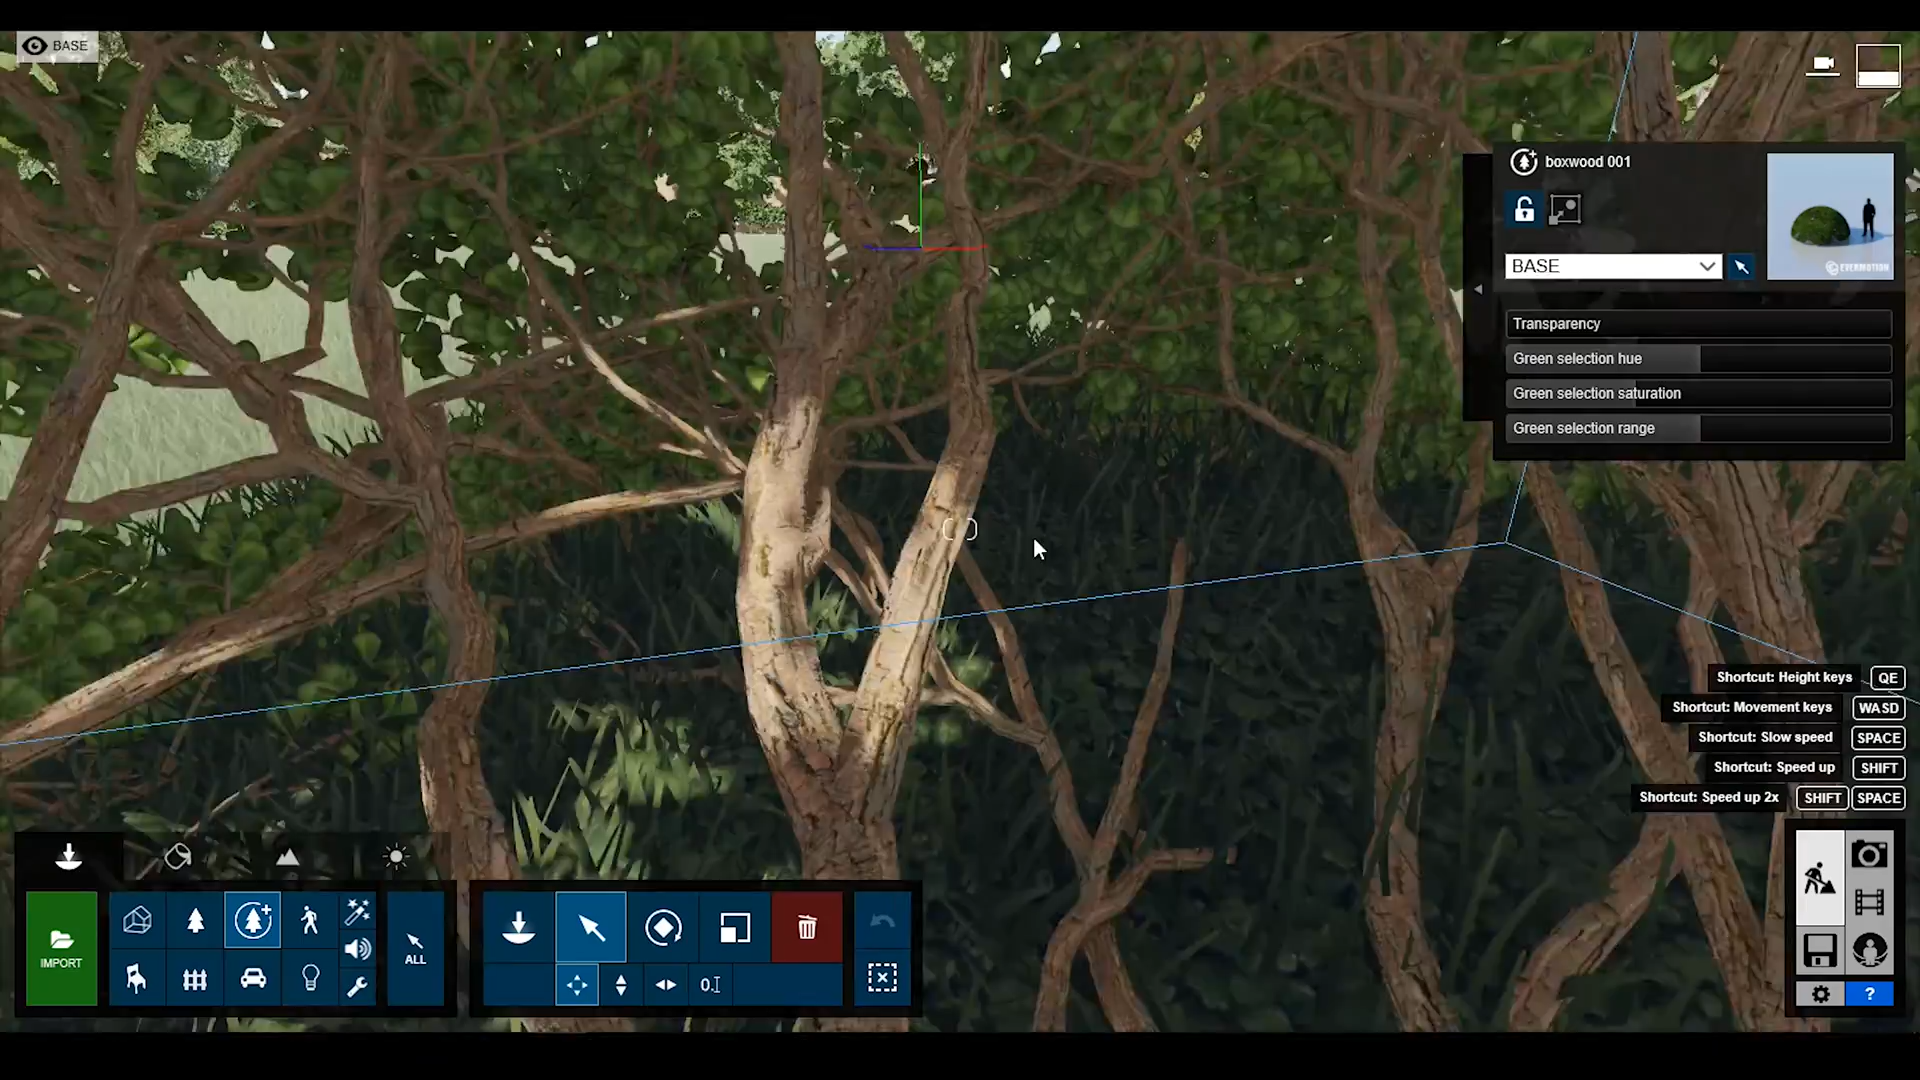 BASE
boxwood 001
BASE
EVERMOTION
Transparency
Green selection hue
Green selection saturation
Green selection range
Shortcut: Height keys QE
Shortcut: Movement keys WASD
Shortcut: Slow speed SPACE
Shortcut: Speed up SHIFT
Shortcut: Speed up 2x SHIFT SPACE
IMPORT
ALL
?